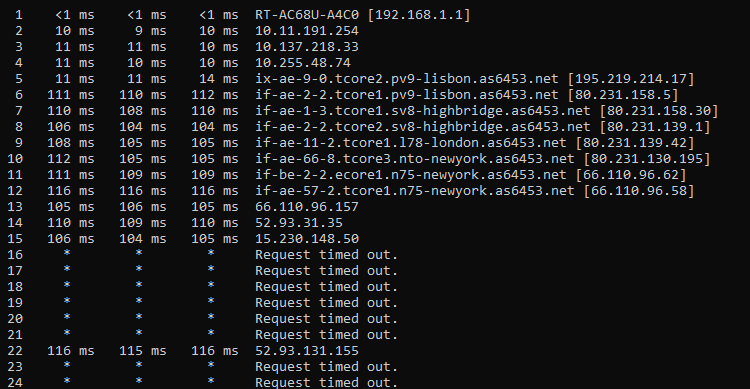 1 <1 ms <1 ms <1 ms RT-AC68U-A4C0 [192.168.1.1]
2 10 ms 9 ms 10 ms 10.11.191.254
3 11 ms 11 ms 10 ms 10.137.218.33
4 11 ms 10 ms 10 ms 10.255.48.74
5 11 ms 11 ms 14 ms ix-ae-9-0.tcore2.pv9-lisbon.as6453.net [195.219.214.17]
6 111 ms 110 ms 112 ms if-ae-2-2.tcore1.pv9-lisbon.as6453.net [80.231.158.5]
7 110 ms 108 ms 110 ms if-ae-1-3.tcore1.sv8-highbridge.as6453.net [80.231.158.30]
8 106 ms 104 ms 104 ms if-ae-2-2.tcore2.sv8-highbridge.as6453.net [80.231.139.1]
9 108 ms 105 ms 105 ms if-ae-11-2.tcore1.l78-london.as6453.net [80.231.139.42]
10 112 ms 105 ms 105 ms if-ae-66-8.tcore3.nto-newyork.as6453.net [80.231.130.195]
11 111 ms 109 ms 109 ms if-be-2-2.ecore1.n75-newyork.as6453.net [66.110.96.62]
12 116 ms 116 ms 116 ms if-ae-57-2.tcore1.n75-newyork.as6453.net [66.110.96.58]
13 105 ms 106 ms 105 ms 66.110.96.157
14 110 ms 109 ms 110 ms 52.93.31.35
15 106 ms 104 ms 105 ms 15.230.148.50
16 * * * Request timed out.
17 * * * Request timed out.
18 * * * Request timed out.
19 * * * Request timed out.
20 * * * Request timed out.
21 * * * Request timed out.
22 116 ms 115 ms 116 ms 52.93.131.155
23 * * * Request timed out.
24 * * * Request timed out.